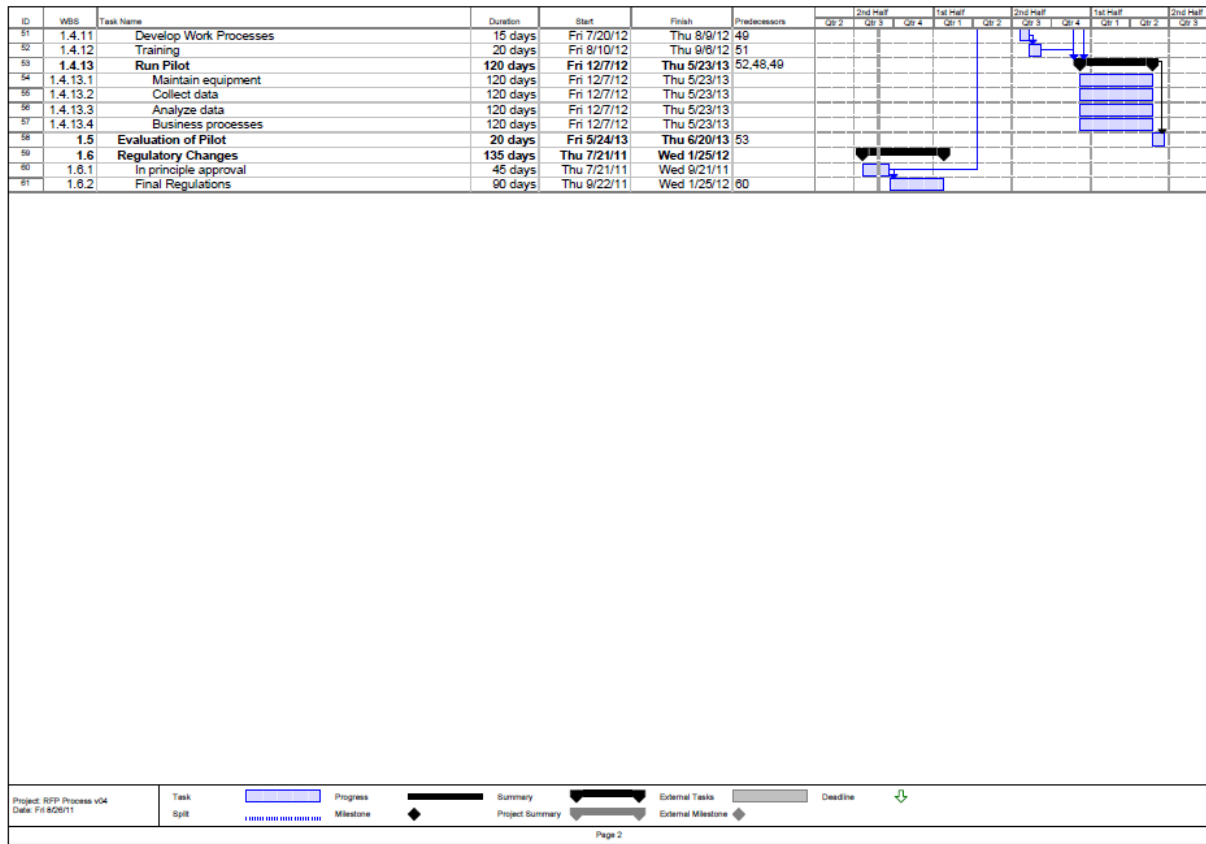 ID WBS Task Name Duration Start Finish Predecessors 2nd Half 1st Half 2nd Half 1st Half 2nd Half
Qtr 2 Qtr 3 Qtr 4 Qtr 1 Qtr 2 Qtr 3 Qtr 4 Qtr 1 Qtr 2 Qtr 3
51 1.4.11 Develop Work Processes 15 days Fri 7/20/12 Thu 8/9/12 49
52 1.4.12 Training 20 days Fri 8/10/12 Thu 9/6/12 51
53 1.4.13 Run Pilot 120 days Fri 12/7/12 Thu 5/23/13 52,48,49
54 1.4.13.1 Maintain equipment 120 days Fri 12/7/12 Thu 5/23/13
55 1.4.13.2 Collect data 120 days Fri 12/7/12 Thu 5/23/13
56 1.4.13.3 Analyze data 120 days Fri 12/7/12 Thu 5/23/13
57 1.4.13.4 Business processes 120 days Fri 12/7/12 Thu 5/23/13
58 1.5 Evaluation of Pilot 20 days Fri 5/24/13 Thu 6/20/13 53
59 1.6 Regulatory Changes 135 days Thu 7/21/11 Wed 1/25/12
60 1.6.1 In principle approval 45 days Thu 7/21/11 Wed 9/21/11
61 1.6.2 Final Regulations 90 days Thu 9/22/11 Wed 1/25/12 60
Project: RFP Process v04
Date: Fri 8/26/11
Task Progress Summary External Tasks Deadline
Split Milestone Project Summary External Milestone
Page 2